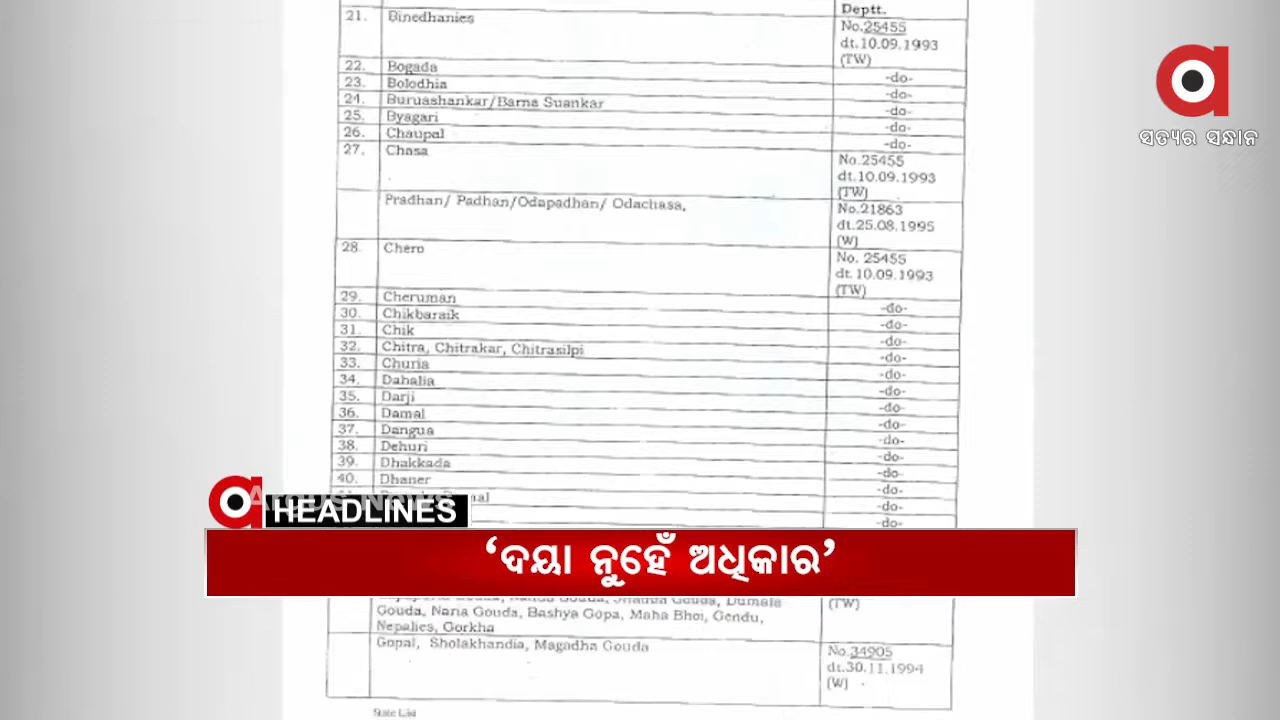 Deptt.
21. Binedhanies No.25455
dt.10.09.1993
(TW)
22. Bogada -do-
23. Bolodhia -do-
24. Buruashankar/Barna Suankar -do-
25. Byagari -do-
26. Chaupal -do-
27. Chasa No.25455
dt.10.09.1993
(TW)
Pradhan/ Padhan/Odapadhan/ Odachasa, No.21863
dt.25.08.1995
(W)
28. Chero No. 25455
dt.10.09.1993
(TW)
29. Cheruman -do-
30. Chikbaraik -do-
31. Chik -do-
32. Chitra, Chitrakar, Chitrasilpi -do-
33. Churia -do-
34. Dahalia -do-
35. Darji -do-
36. Damal -do-
37. Dangua -do-
38. Dehuri -do-
39. Dhakkada -do-
40. Dhaner -do-
-do-
-do-
HEADLINES
‘ଦୟା ନୁହେଁ ଅଧିକାର’
Gouda, Dumala (TW)
Gouda, Naria Gouda, Bashya Gopa, Maha Bhoi, Gendu,
Nepalies, Gorkha
Gopal, Sholakhandia, Magadha Gouda No.34905
dt.30.11.1994
(W)
State List
ସତ୍ୟର ସନ୍ଧାନ